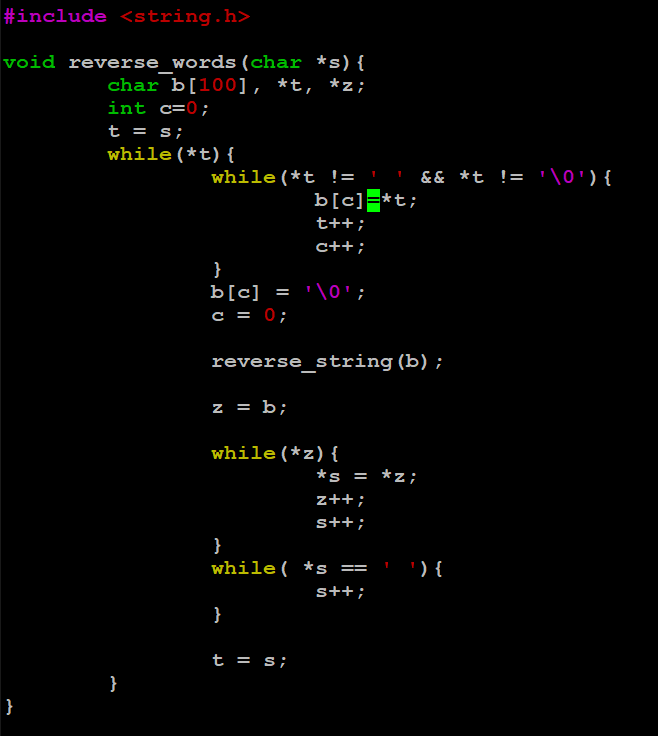 #include <string.h>
void reverse_words(char *s){
char b[100], *t, *z;
int c=0;
t = s;
while(*t){
while(*t != ' ' && *t != '\0'){
b[c]=*t;
t++;
c++;
}
b[c] = '\0';
c = 0;
reverse_string(b);
z = b;
while(*z){
*s = *z;
z++;
s++;
}
while( *s == ' '){
s++;
}
t = s;
}
}